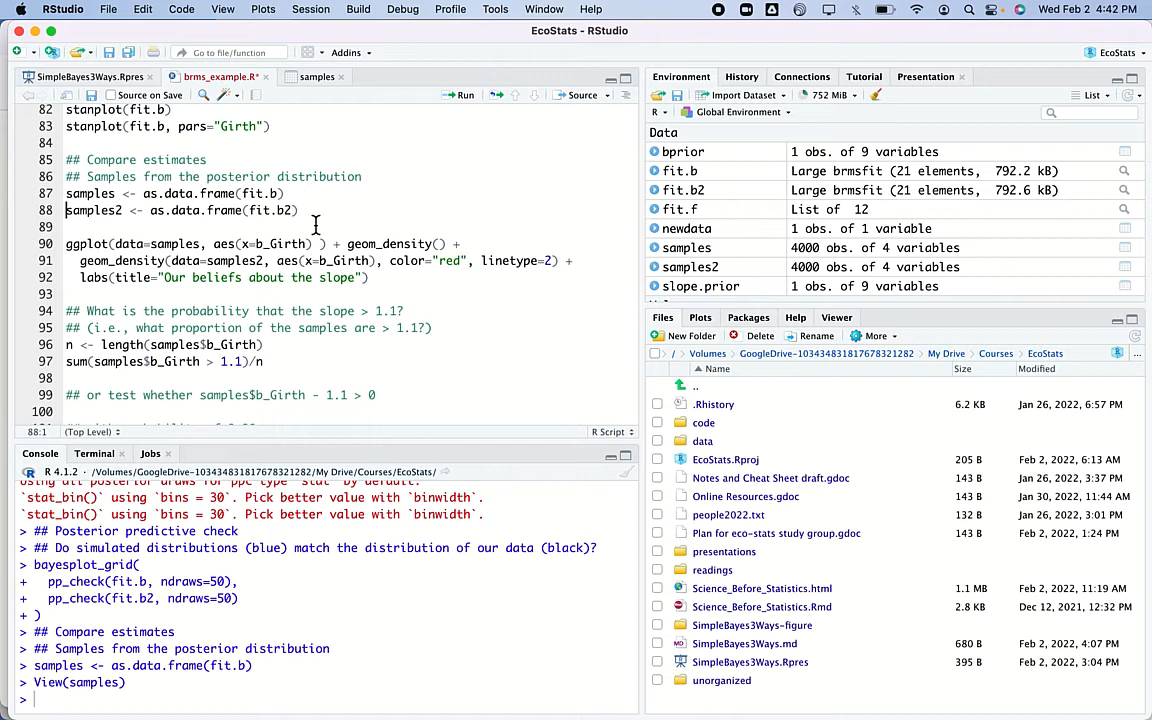 RStudio File Edit Code View Plots Session Build Debug Profile Tools Window Help Wed Feb 2 4:42 PM
EcoStats - RStudio
Go to file/function Addins EcoStats
SimpleBayes3Ways.Rpres brms_example.R* samples
Source on Save Run Source
82 stanplot(fit.b)
83 stanplot(fit.b, pars="Girth")
84
85 ## Compare estimates
86 ## Samples from the posterior distribution
87 samples <- as.data.frame(fit.b)
88 samples2 <- as.data.frame(fit.b2)
89
90 ggplot(data=samples, aes(x=b_Girth) ) + geom_density() +
91 geom_density(data=samples2, aes(x=b_Girth), color="red", linetype=2) +
92 labs(title="Our beliefs about the slope")
93
94 ## What is the probability that the slope > 1.1?
95 ## (i.e., what proportion of the samples are > 1.1?)
96 n <- length(samples$b_Girth)
97 sum(samples$b_Girth > 1.1)/n
98
99 ## or test whether samples$b_Girth - 1.1 > 0
100
88:1 (Top Level) R Script
Console Terminal Jobs
R 4.1.2 · /Volumes/GoogleDrive-103434831817678321282/My Drive/Courses/EcoStats/
Using all posterior draws for ppc type 'stat' by default.
`stat_bin()` using `bins = 30`. Pick better value with `binwidth`.
`stat_bin()` using `bins = 30`. Pick better value with `binwidth`.
> ## Posterior predictive check
> ## Do simulated distributions (blue) match the distribution of our data (black)?
> bayesplot_grid(
+ pp_check(fit.b, ndraws=50),
+ pp_check(fit.b2, ndraws=50)
+ )
> ## Compare estimates
> ## Samples from the posterior distribution
> samples <- as.data.frame(fit.b)
> View(samples)
>
Environment History Connections Tutorial Presentation
Import Dataset 752 MiB List
R Global Environment
Data
bprior 1 obs. of 9 variables
fit.b Large brmsfit (21 elements, 792.2 kB)
fit.b2 Large brmsfit (21 elements, 792.6 kB)
fit.f List of 12
newdata 1 obs. of 1 variable
samples 4000 obs. of 4 variables
samples2 4000 obs. of 4 variables
slope.prior 1 obs. of 9 variables
Files Plots Packages Help Viewer
New Folder Delete Rename More
/ Volumes GoogleDrive-103434831817678321282 My Drive Courses EcoStats ...
Name Size Modified
..
.Rhistory 6.2 KB Jan 26, 2022, 6:57 PM
code
data
EcoStats.Rproj 205 B Feb 2, 2022, 6:13 AM
Notes and Cheat Sheet draft.gdoc 143 B Jan 26, 2022, 3:37 PM
Online Resources.gdoc 143 B Jan 30, 2022, 11:44 AM
people2022.txt 132 B Jan 26, 2022, 3:01 PM
Plan for eco-stats study group.gdoc 143 B Feb 2, 2022, 1:24 PM
presentations
readings
Science_Before_Statistics.html 1.1 MB Feb 2, 2022, 11:19 AM
Science_Before_Statistics.Rmd 2.8 KB Dec 12, 2021, 12:32 PM
SimpleBayes3Ways-figure
SimpleBayes3Ways.md 680 B Feb 2, 2022, 4:07 PM
SimpleBayes3Ways.Rpres 395 B Feb 2, 2022, 3:04 PM
unorganized